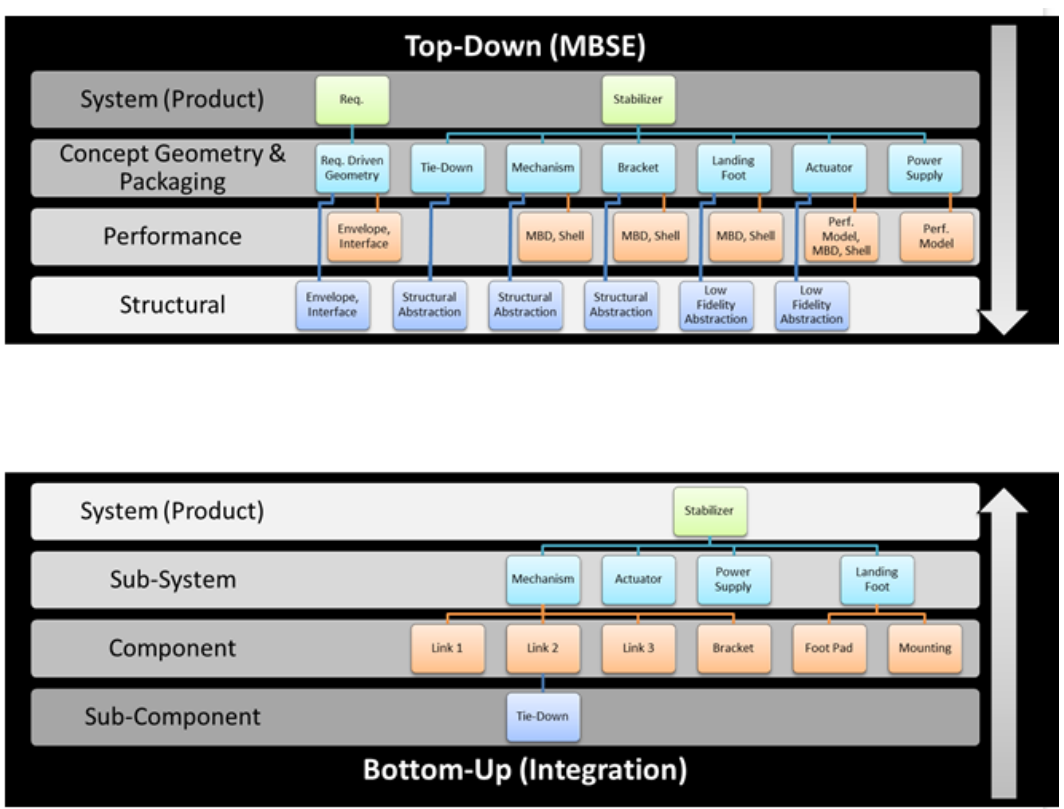 Top-Down (MBSE)
System (Product)
Req.
Stabilizer
Concept Geometry &
Packaging
Req. Driven
Geometry
Tie-Down
Mechanism
Bracket
Landing
Foot
Actuator
Power
Supply
Performance
Envelope,
Interface
MBD, Shell
MBD, Shell
MBD, Shell
Perf.
Model,
MBD, Shell
Perf.
Model
Structural
Envelope,
Interface
Structural
Abstraction
Structural
Abstraction
Structural
Abstraction
Low
Fidelity
Abstraction
Low
Fidelity
Abstraction
System (Product)
Stabilizer
Sub-System
Mechanism
Actuator
Power
Supply
Landing
Foot
Component
Link 1
Link 2
Link 3
Bracket
Foot Pad
Mounting
Sub-Component
Tie-Down
Bottom-Up (Integration)